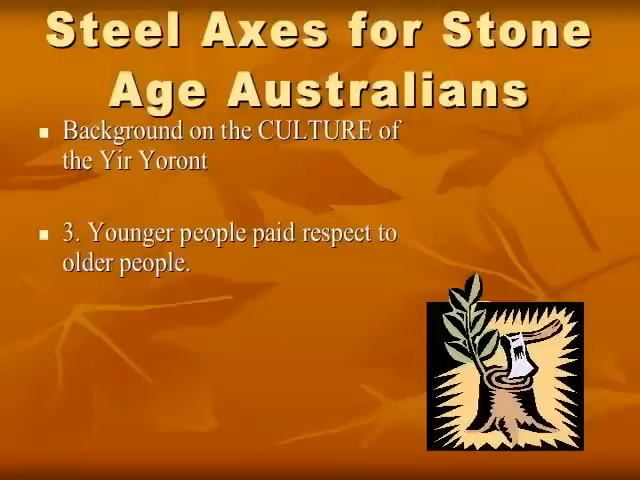 Steel Axes for Stone
Age Australians
Background on the CULTURE of
the Yir Yoront
3. Younger people paid respect to
older people.